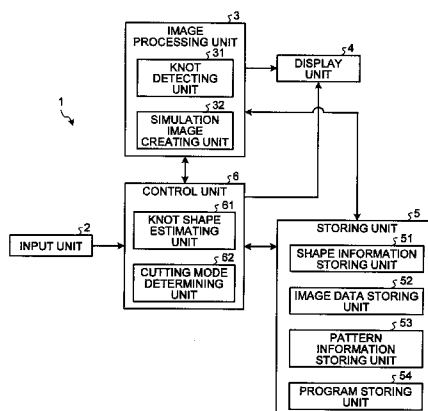 3
IMAGE
PROCESSING UNIT
31
KNOT
DETECTING
UNIT
32
SIMULATION
IMAGE
CREATING UNIT
4
DISPLAY
UNIT
1
6
CONTROL UNIT
61
KNOT SHAPE
ESTIMATING
UNIT
62
CUTTING MODE
DETERMINING
UNIT
2
INPUT UNIT
5
STORING UNIT
51
SHAPE INFORMATION
STORING UNIT
52
IMAGE DATA STORING
UNIT
53
PATTERN
INFORMATION
STORING UNIT
54
PROGRAM STORING
UNIT